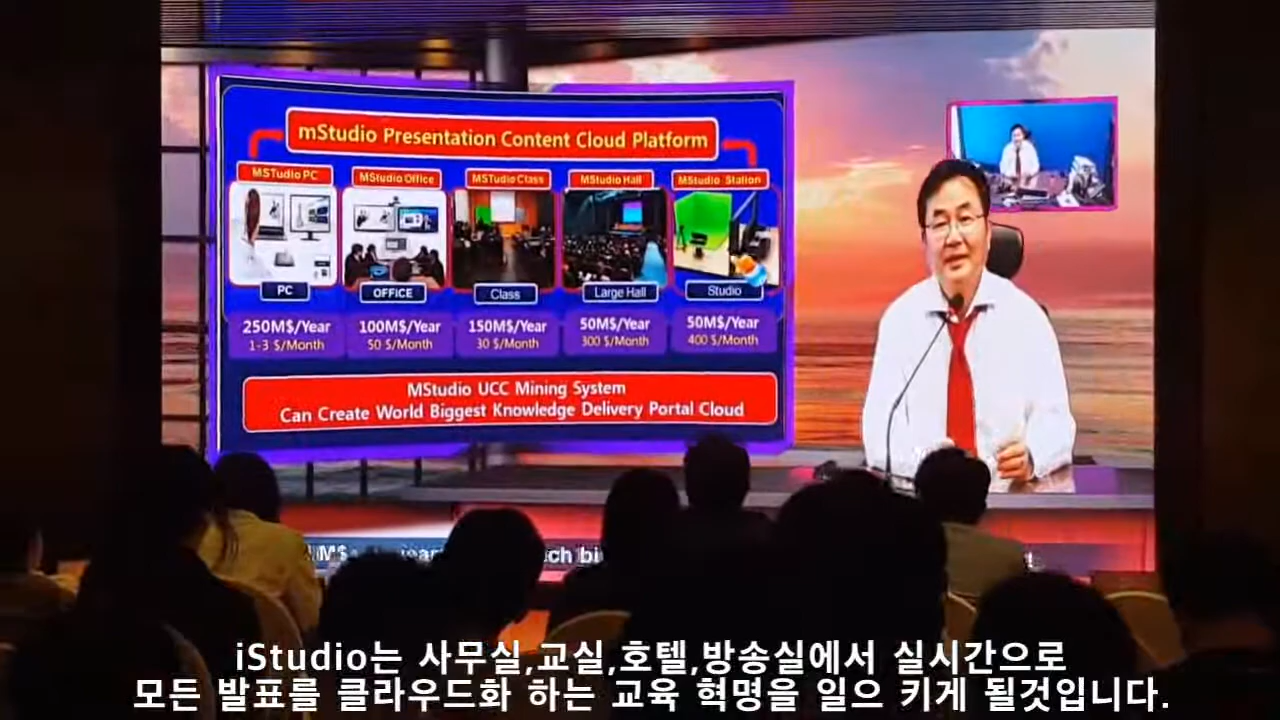 mStudio Presentation Content Cloud Platform
MSTudio PC
MStudio Office
MSTudio Class
MStudio Hall
MStudio Station
PC
OFFICE
Class
Large Hall
Studio
250M$/Year
100M$/Year
150M$/Year
50M$/Year
50M$/Year
1-3 $/Month
50 $/Month
30 $/Month
300 $/Month
400 $/Month
MStudio UCC Mining System
Can Create World Biggest Knowledge Delivery Portal Cloud
iStudio는 사무실,교실,호텔,방송실에서 실시간으로
모든 발표를 클라우드화 하는 교육 혁명을 일으 키게 될것입니다.